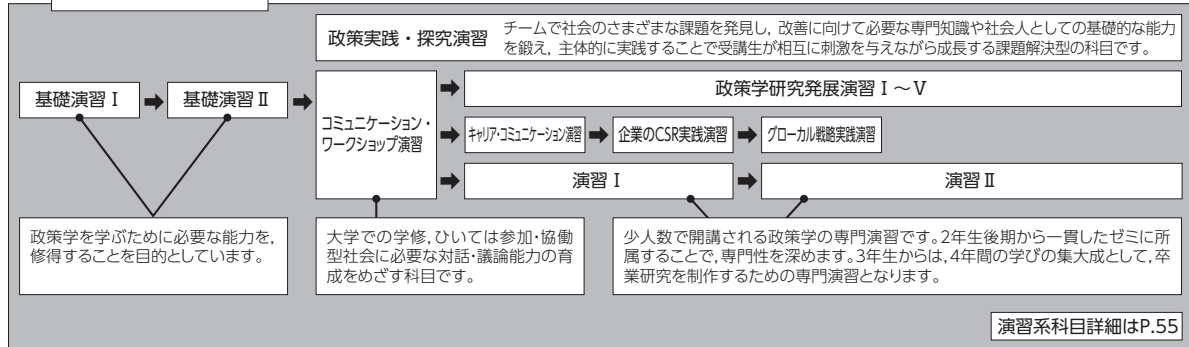 政策実践・探究演習
チームで社会のさまざまな課題を発見し，改善に向けて必要な専門知識や社会人としての基礎的な能力
を鍛え，主体的に実践することで受講生が相互に刺激を与えながら成長する課題解決型の科目です。
基礎演習Ⅰ
基礎演習Ⅱ
コミュニケーション・
ワークショップ演習
政策学研究発展演習Ⅰ～Ⅴ
キャリア・コミュニケーション演習
企業のCSR実践演習
グローカル戦略実践演習
演習Ⅰ
演習Ⅱ
政策学を学ぶために必要な能力を，
修得することを目的としています。
大学での学修，ひいては参加・協働
型社会に必要な対話・議論能力の育
成をめざす科目です。
少人数で開講される政策学の専門演習です。2年生後期から一貫したゼミに所
属することで，専門性を深めます。3年生からは，4年間の学びの集大成として，卒
業研究を制作するための専門演習となります。
演習系科目詳細はP.55